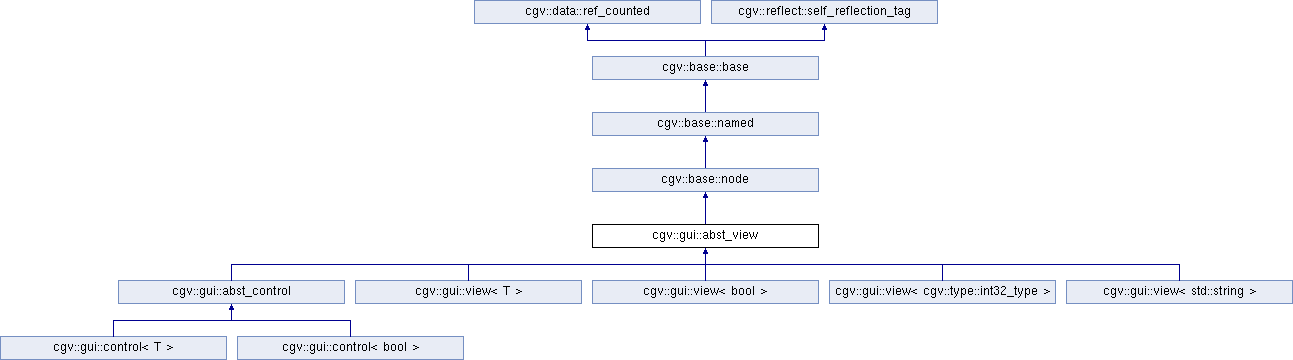 cgv::data::ref_counted
cgv::reflect::self_reflection_tag
cgv::base::base
cgv::base::named
cgv::base::node
cgv::gui::abst_view
cgv::gui::abst_control
cgv::gui::view< T >
cgv::gui::view< bool >
cgv::gui::view< cgv::type::int32_type >
cgv::gui::view< std::string >
cgv::gui::control< T >
cgv::gui::control< bool >